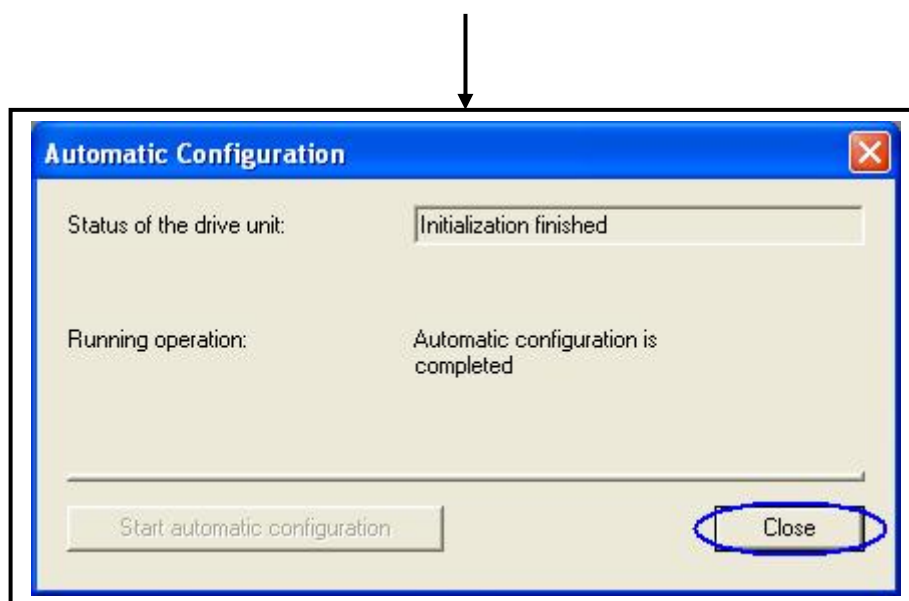 Automatic Configuration
Status of the drive unit: Initialization finished
Running operation: Automatic configuration is
completed
Start automatic configuration Close